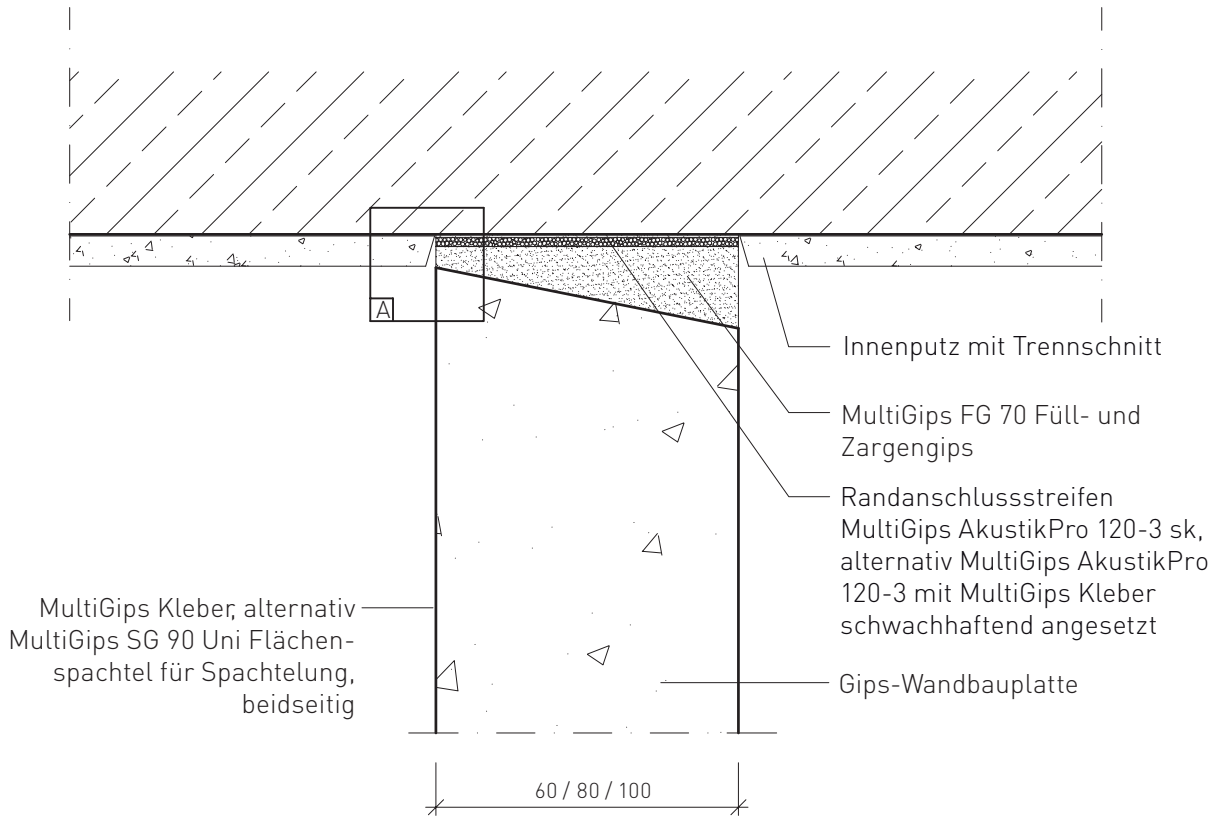 A
Innenputz mit Trennschnitt
MultiGips FG 70 Füll- und
Zargengips
Randanschlussstreifen
MultiGips AkustikPro 120-3 sk,
alternativ MultiGips AkustikPro
120-3 mit MultiGips Kleber
schwachhaftend angesetzt
MultiGips Kleber, alternativ
MultiGips SG 90 Uni Flächen-
spachtel für Spachtelung,
beidseitig
Gips-Wandbauplatte
60 / 80 / 100